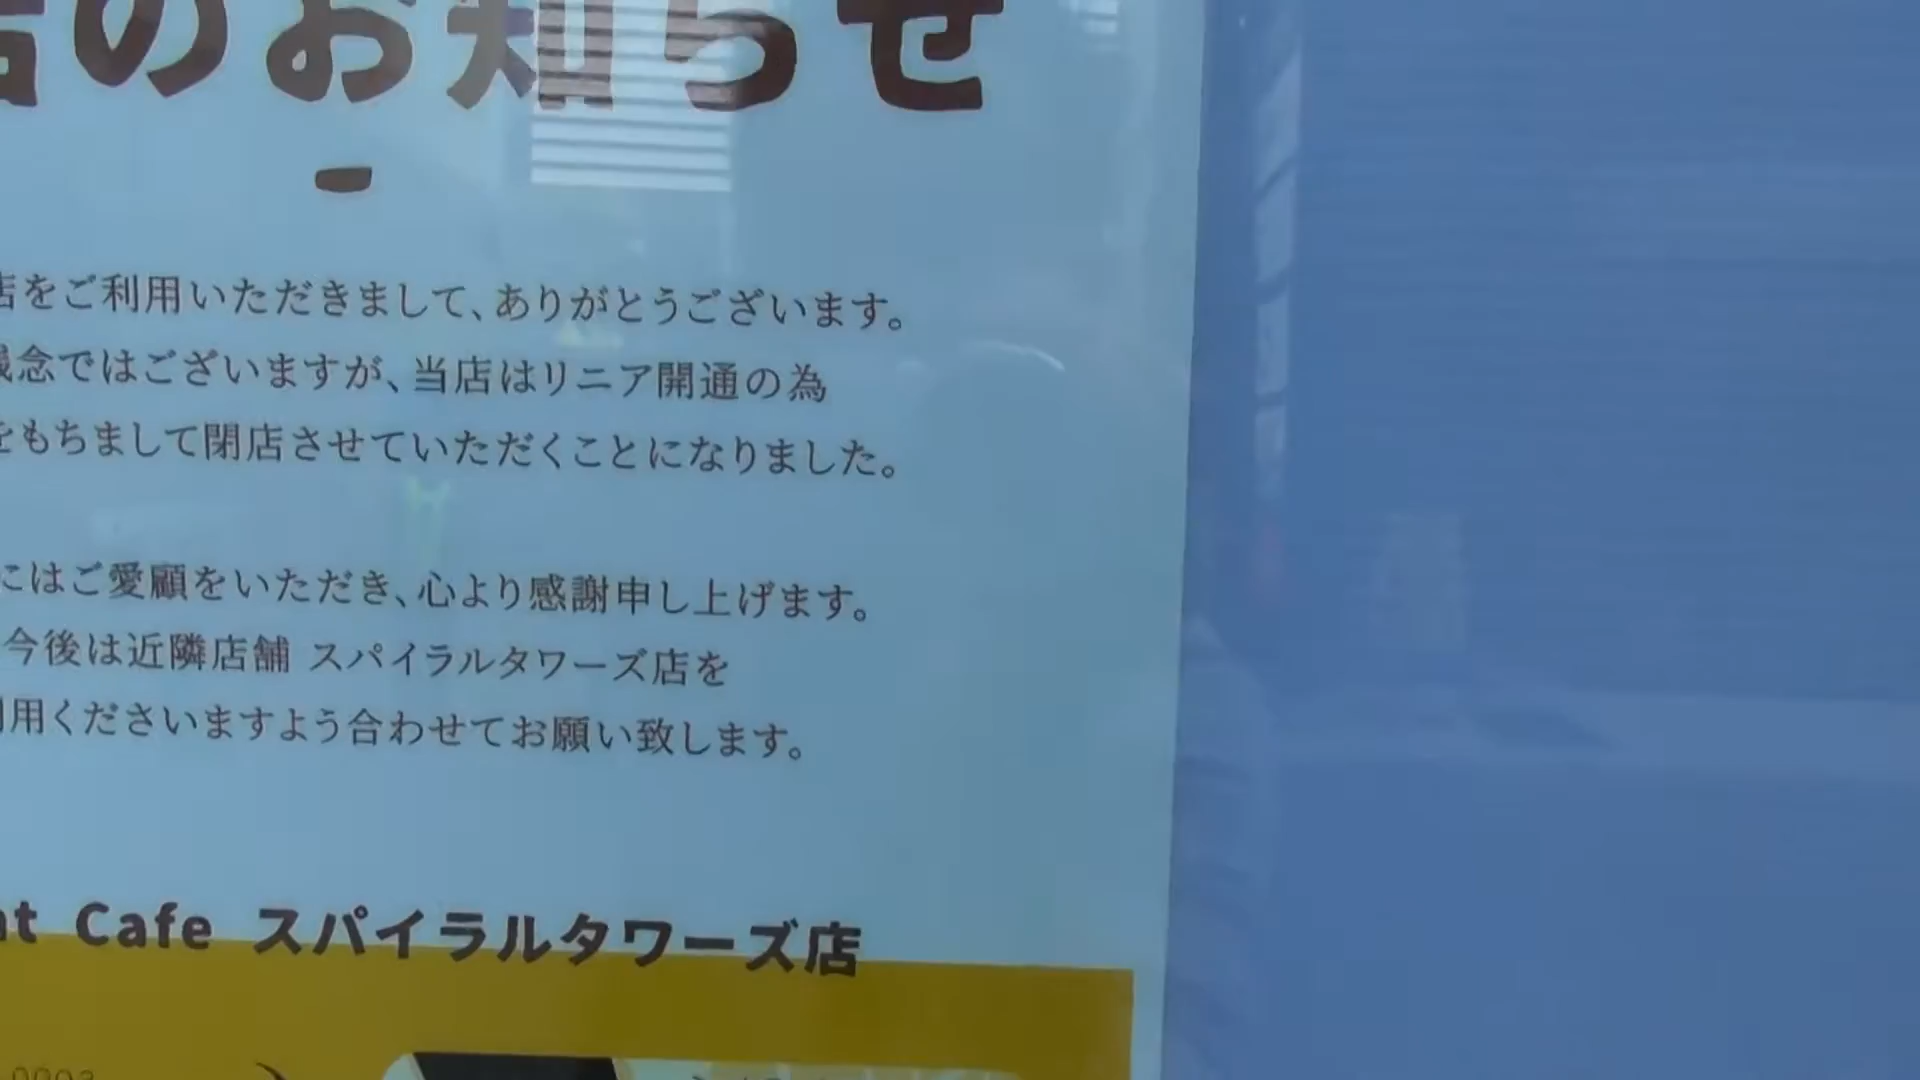 店のお知らせ
店をご利用いただきまして、ありがとうございます。
残念ではございますが、当店はリニア開通の為
をもちまして閉店させていただくことになりました。
にはご愛顧をいただき、心より感謝申し上げます。
今後は近隣店舗 スパイラルタワーズ店を
利用くださいますよう合わせてお願い致します。
nt Cafe スパイラルタワーズ店